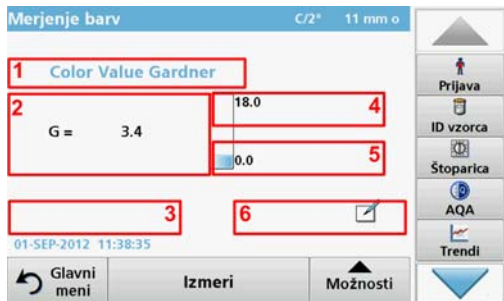 Merjenje barv C/2° 11 mm o
1 Color Value Gardner
2 18.0 4
G = 3.4
0.0 5
3 6
01-SEP-2012 11:38:35
Glavni meni Izmeri Možnosti
Prijava
ID vzorca
Štoparica
AQA
Trendi